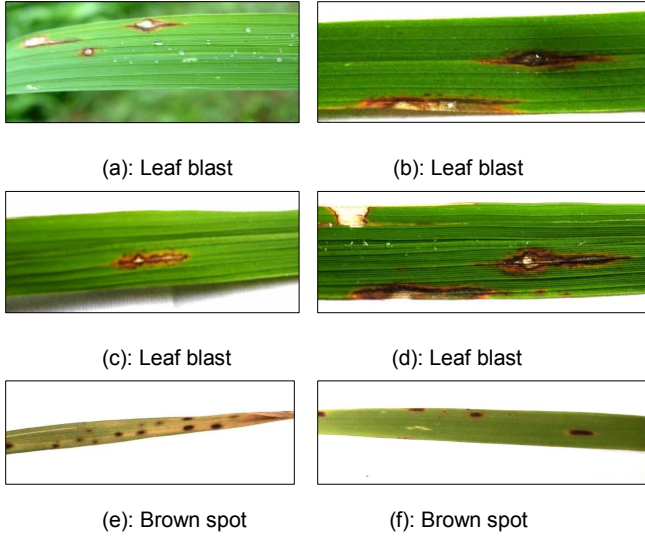 (a): Leaf blast
(b): Leaf blast
(c): Leaf blast
(d): Leaf blast
(e): Brown spot
(f): Brown spot